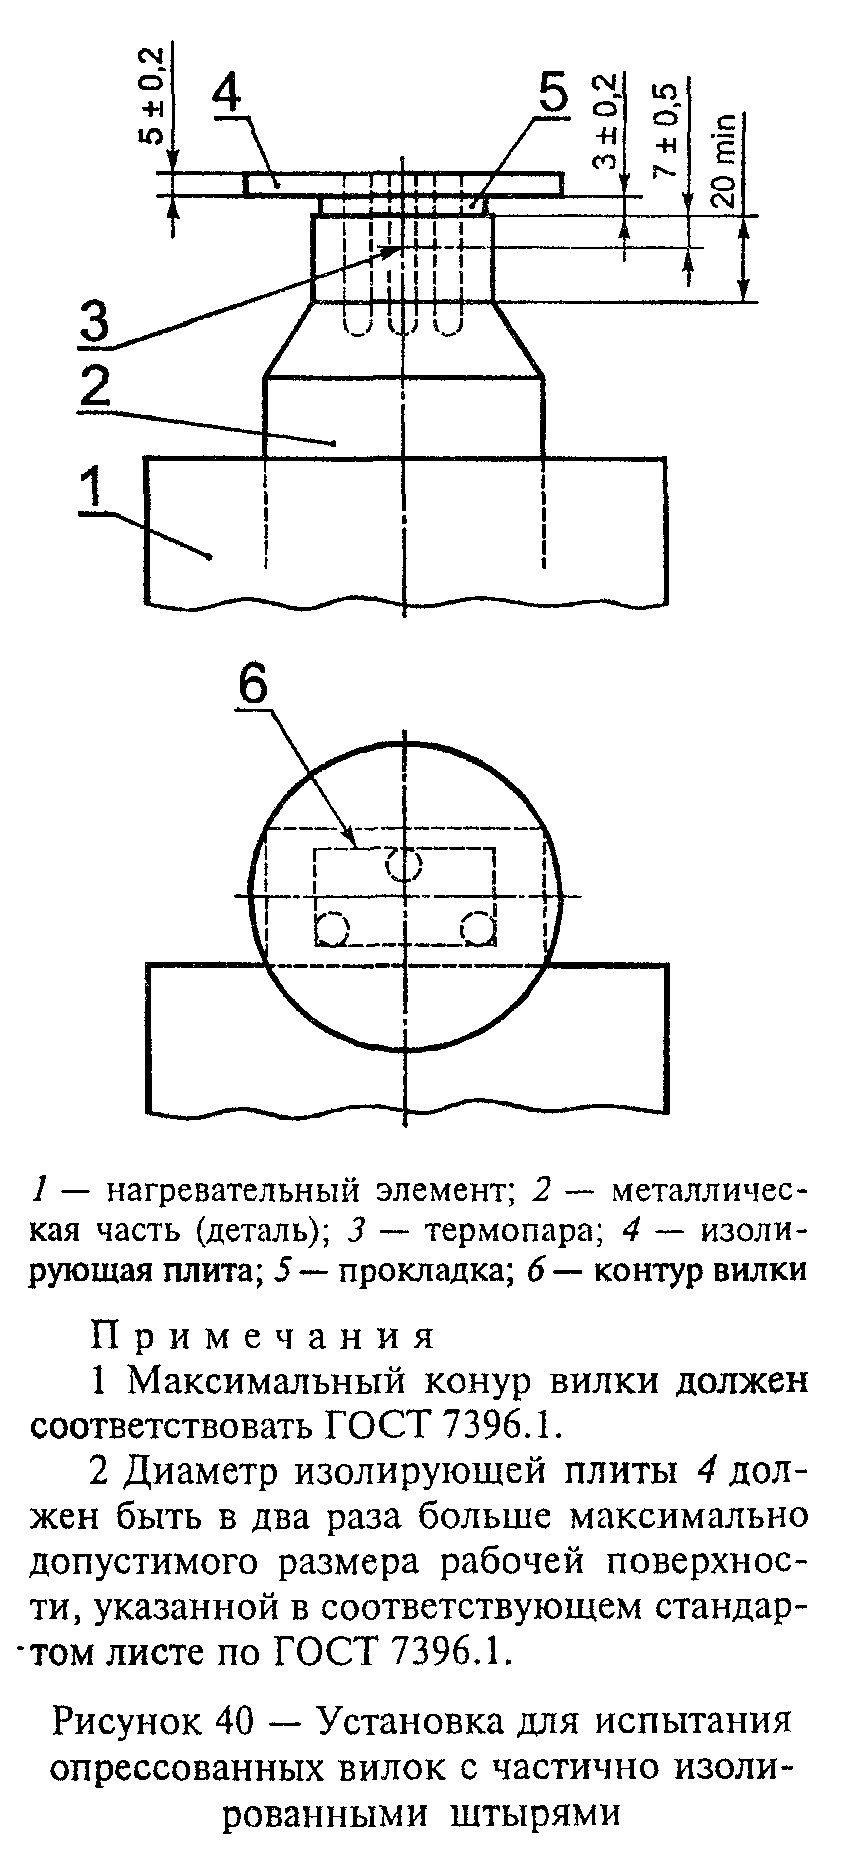 5 ± 0,2
4
5
3 ± 0,2
7 ± 0,5
20 min
3
2
1
6
1 — нагревательный элемент; 2 — металличес-
кая часть (деталь); 3 — термопара; 4 — изоли-
рующая плита; 5 — прокладка; 6 — контур вилки
Примечания
1 Максимальный конур вилки должен
соответствовать ГОСТ 7396.1.
2 Диаметр изолирующей плиты 4 дол-
жен быть в два раза больше максимально
допустимого размера рабочей поверхнос-
ти, указанной в соответствующем стандар-
том листе по ГОСТ 7396.1.
Рисунок 40 — Установка для испытания
опрессованных вилок с частично изоли-
рованными штырями